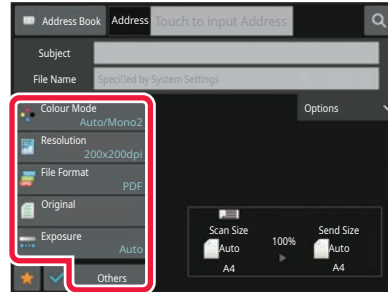 Address Book Address Touch to input Address
Subject
File Name Specified by System Settings
Colour Mode
Auto/Mono2
Options
Resolution
200x200dpi
File Format
PDF
Original
Exposure
Auto
Scan Size
Auto
A4
100%
Send Size
Auto
A4
Others